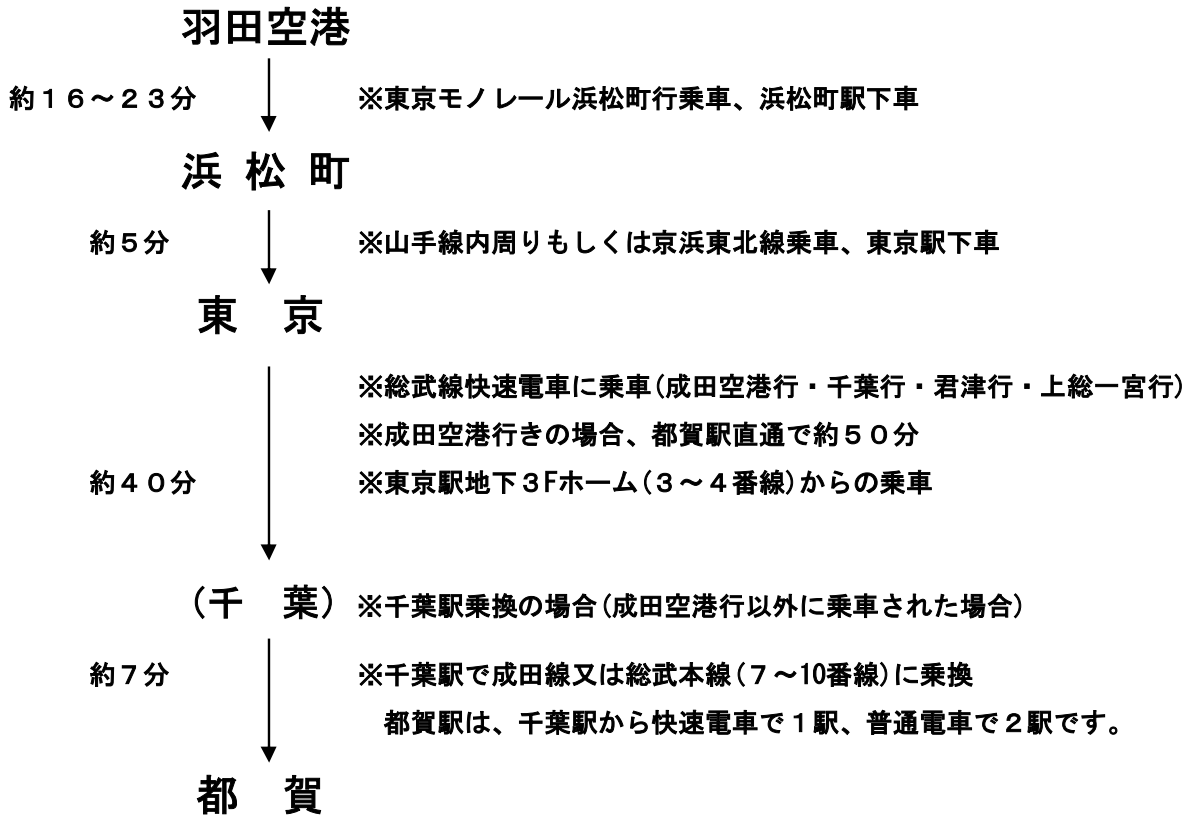 羽田空港
約１６～２３分
※東京モノレール浜松町行乗車、浜松町駅下車
浜 松 町
約５分
※山手線内周りもしくは京浜東北線乗車、東京駅下車
東　京
※総武線快速電車に乗車(成田空港行・千葉行・君津行・上総一宮行)
※成田空港行きの場合、都賀駅直通で約５０分
約４０分
※東京駅地下３Fホーム(３～４番線)からの乗車
(千　葉)
※千葉駅乗換の場合(成田空港行以外に乗車された場合)
約７分
※千葉駅で成田線又は総武本線(７～10番線)に乗換
都賀駅は、千葉駅から快速電車で１駅、普通電車で２駅です。
都　賀